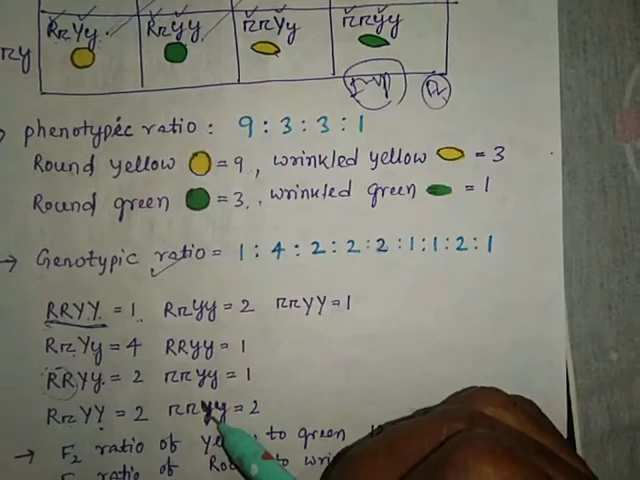 RrYy Rryy rrYy rryy
ry
phenotypic ratio : 9 : 3 : 3 : 1
Round yellow = 9, wrinkled yellow = 3
Round green = 3, wrinkled green = 1
→ Genotypic ratio = 1 : 4 : 2 : 2 : 2 : 1 : 1 : 2 : 1
RRYY = 1 Rryy = 2 rrYY = 1
RrYy = 4 RRyy = 1
RRYy = 2 rryy = 1
RrYY = 2 rrYy = 2
→ F2 ratio of to green
ratio of to